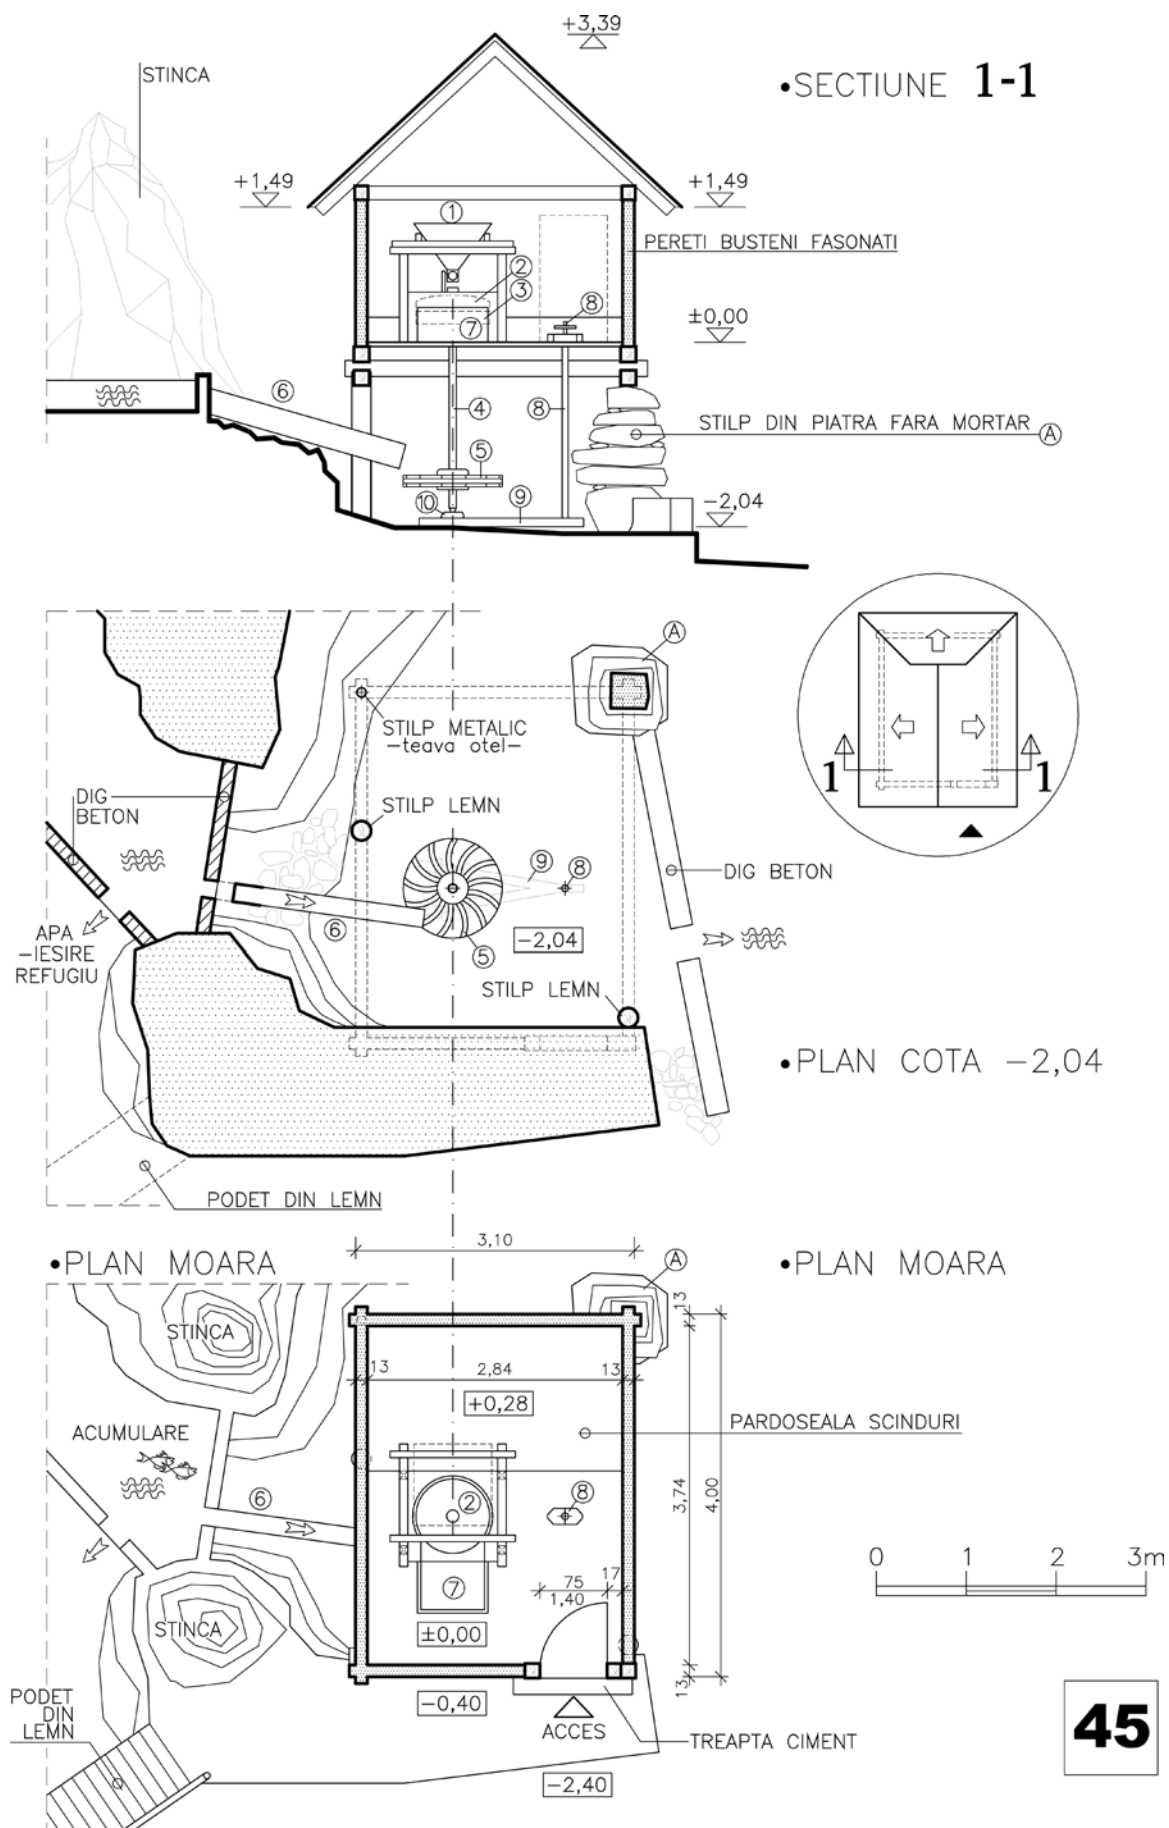 +3,39
STINCA
•SECTIUNE 1-1
+1,49
+1,49
1
PERETI BUSTENI FASONATI
2
3
8
7
±0,00
6
4
8
STILP DIN PIATRA FARA MORTAR A
5
10
9
-2,04
A
STILP METALIC
-teava otel-
1
1
DIG
BETON
STILP LEMN
9
8
DIG BETON
6
APA
-IESIRE
REFUGIU
-2,04
5
STILP LEMN
•PLAN COTA -2,04
PODET DIN LEMN
3,10
•PLAN MOARA
A
•PLAN MOARA
13
STINCA
13
2,84
13
+0,28
ACUMULARE
PARDOSEALA SCINDURI
3,74
4,00
6
2
8
0 1 2 3m
7
75
17
1,40
STINCA
±0,00
13
-0,40
PODET
DIN
LEMN
ACCES
TREAPTA CIMENT
-2,40
45